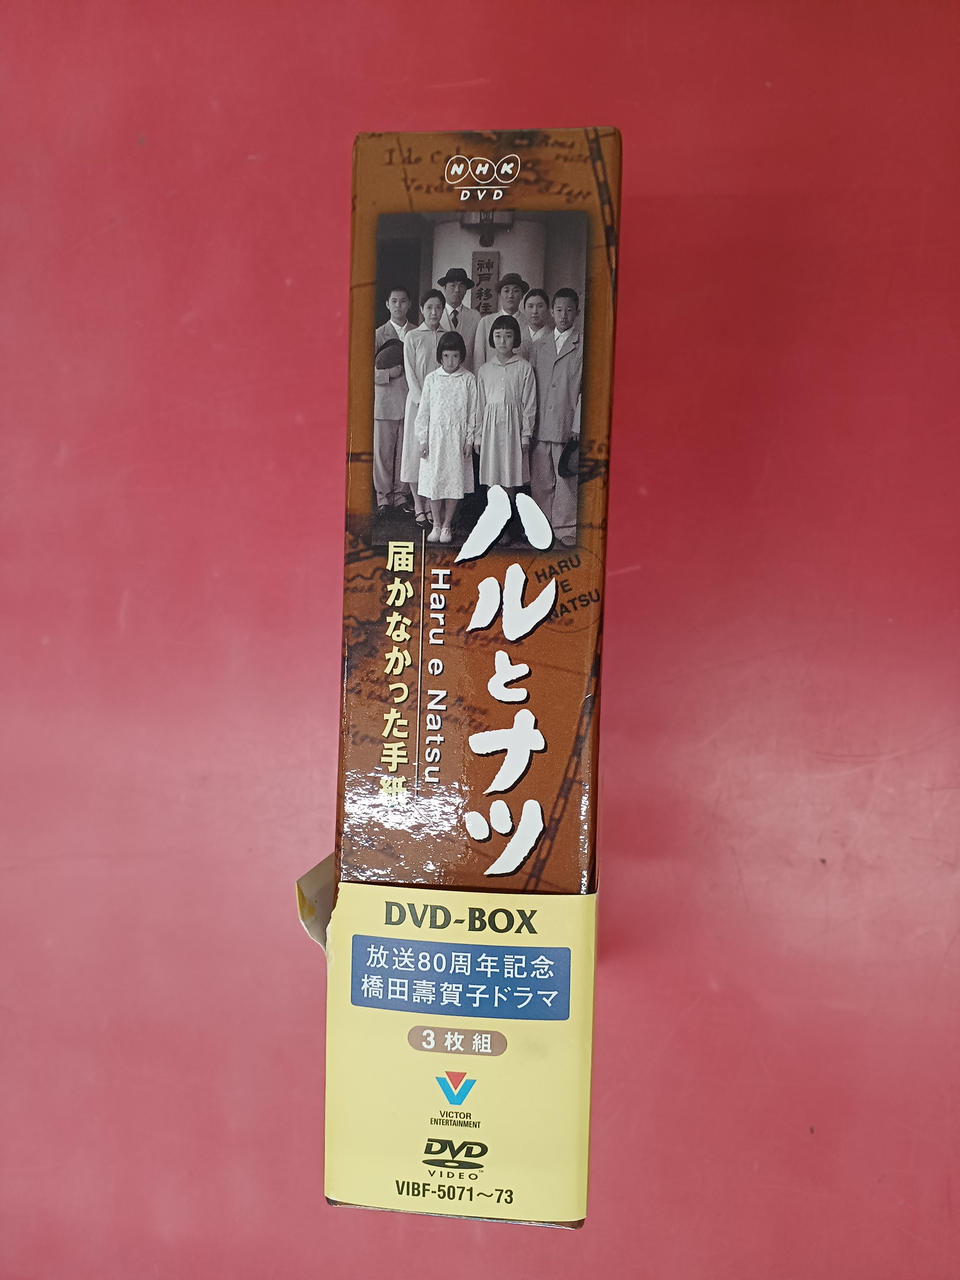 NHK
DVD
神戸移住
ハルとナツ
Haru e Natsu
届かなかった手紙
HARU
E
NATSU
DVD-BOX
放送80周年記念
橋田壽賀子ドラマ
3枚組
VICTOR
ENTERTAINMENT
DVD
VIDEO
VIBF-5071～73